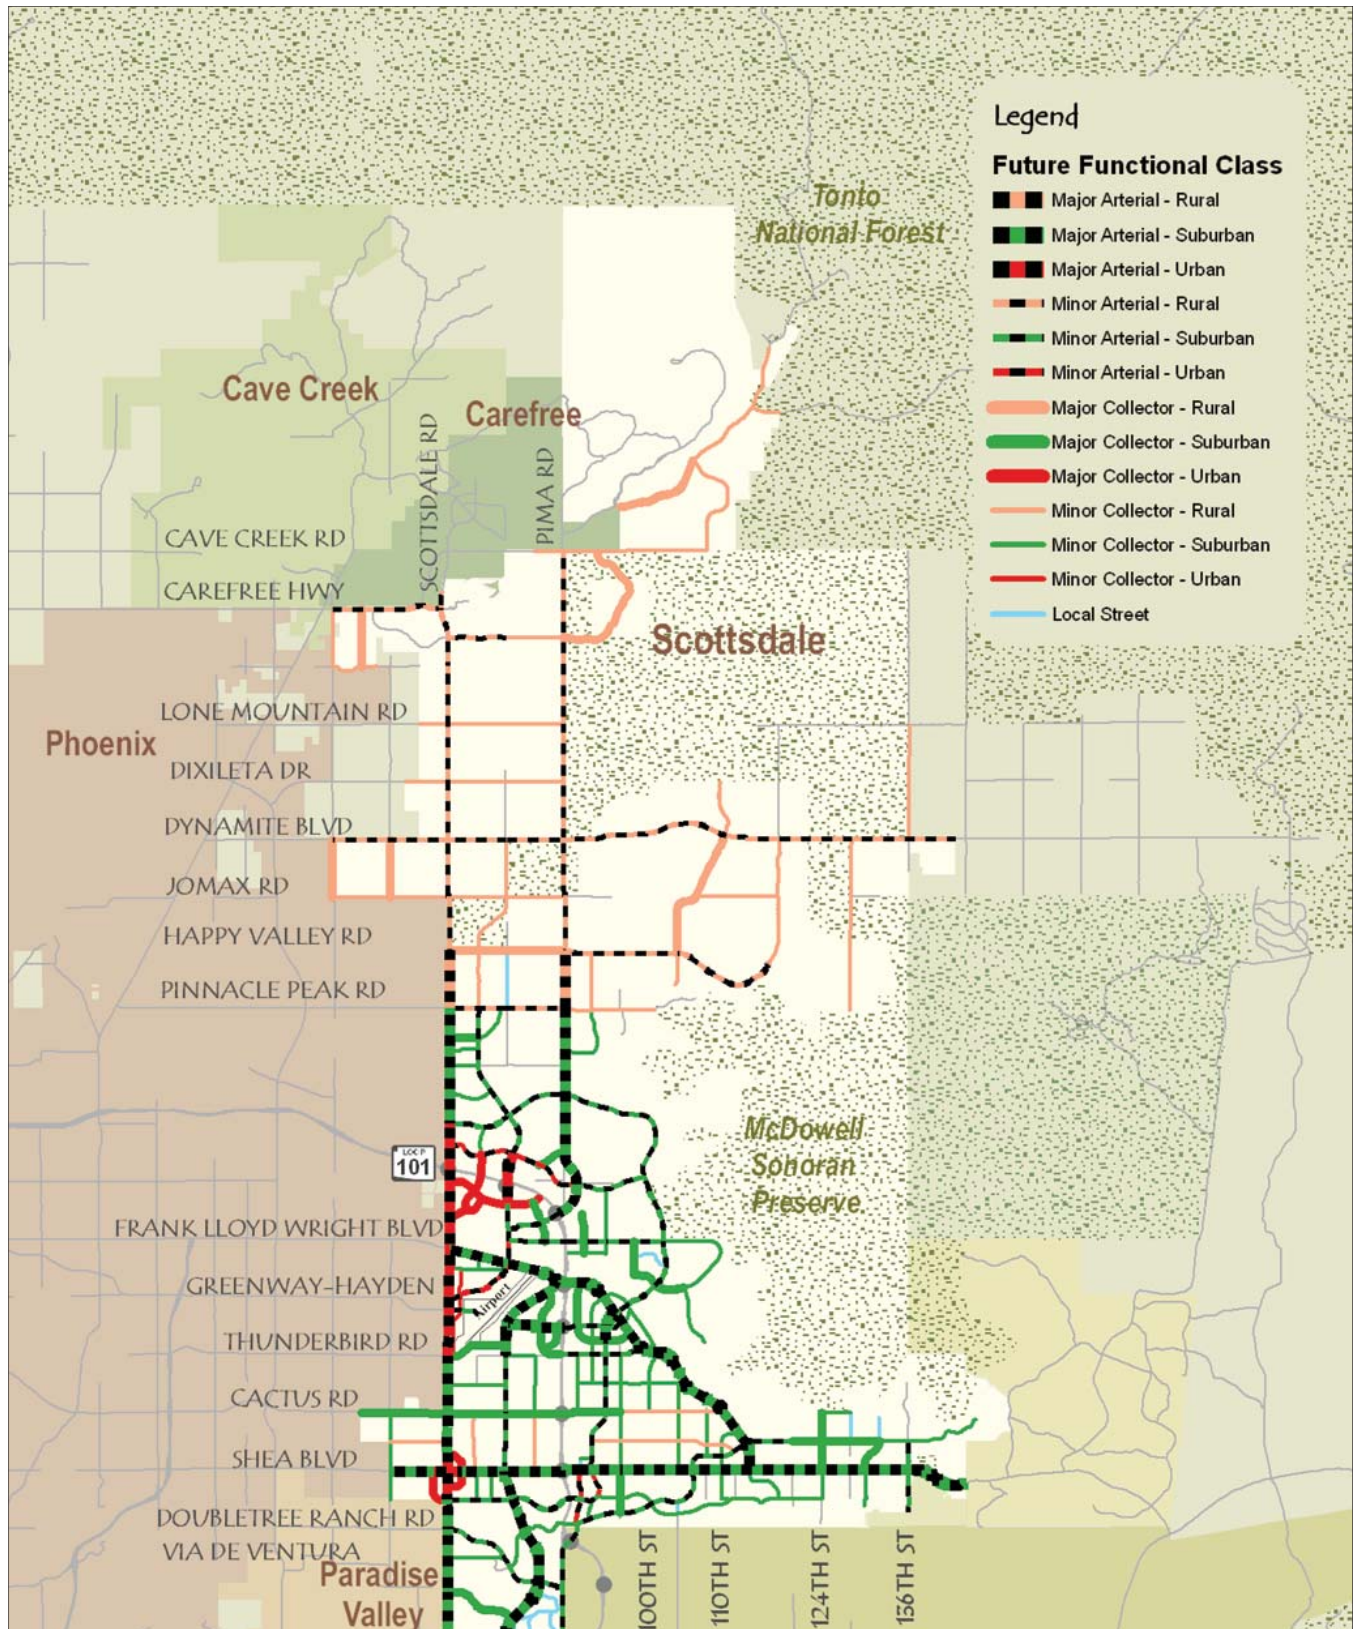 Legend
Future Functional Class
Major Arterial - Rural
Major Arterial - Suburban
Major Arterial - Urban
Minor Arterial - Rural
Minor Arterial - Suburban
Minor Arterial - Urban
Major Collector - Rural
Major Collector - Suburban
Major Collector - Urban
Minor Collector - Rural
Minor Collector - Suburban
Minor Collector - Urban
Local Street
Tonto
National Forest
Cave Creek
Carefree
SCOTTSDALE RD
PIMA RD
CAVE CREEK RD
CAREFREE HWY
Scottsdale
LONE MOUNTAIN RD
Phoenix
DIXILETA DR
DYNAMITE BLVD
JOMAX RD
HAPPY VALLEY RD
PINNACLE PEAK RD
McDowell
Sonoran
Preserve
LOOP
101
FRANK LLOYD WRIGHT BLVD
GREENWAY-HAYDEN
Airport
THUNDERBIRD RD
CACTUS RD
SHEA BLVD
DOUBLETREE RANCH RD
VIA DE VENTURA
Paradise
Valley
100TH ST
110TH ST
124TH ST
136TH ST